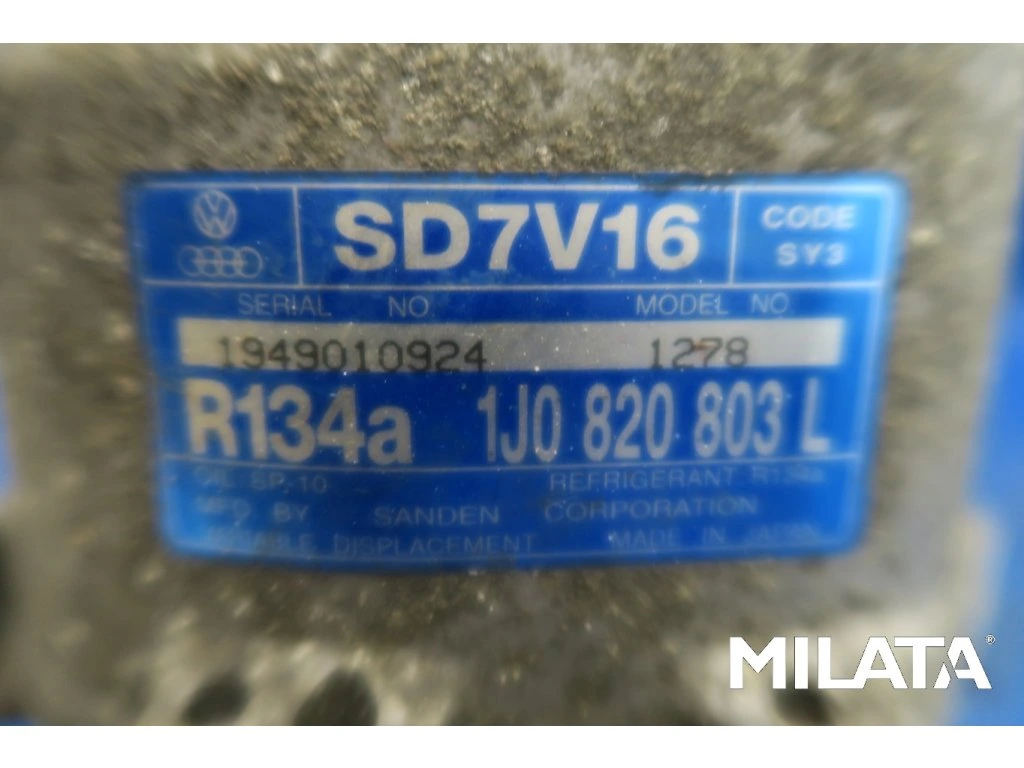 SD7V16
CODE
SY3
SERIAL NO
MODEL NO
1949010924 1278
R134a 1J0 820 803 L
OIL SP-10 REFRIGERANT R134a
MFD BY SANDEN CORPORATION
VARIABLE DISPLACEMENT MADE IN JAPAN
MILATA®